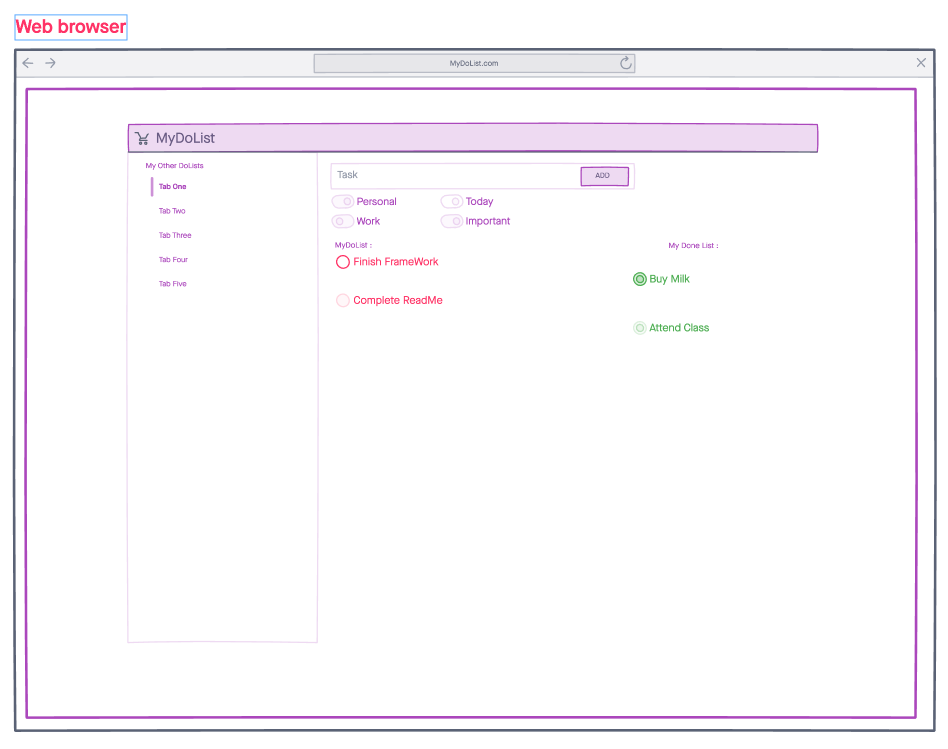 Web browser
MyDoList.com
MyDoList
My Other DoLists
Tab One
Tab Two
Tab Three
Tab Four
Tab Five
Task
ADD
Personal
Today
Work
Important
MyDoList :
My Done List :
Finish FrameWork
Buy Milk
Complete ReadMe
Attend Class